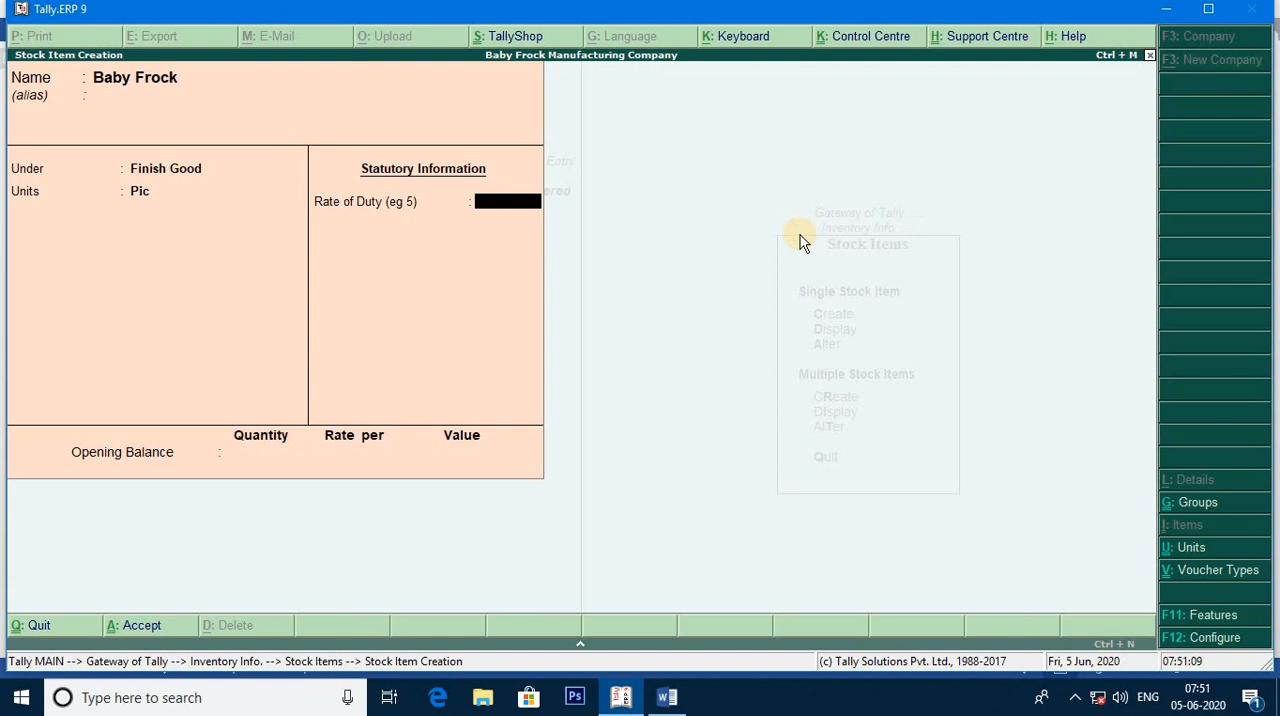 Tally.ERP 9
P: Print
E: Export
M: E-Mail
O: Upload
S: TallyShop
G: Language
K: Keyboard
K: Control Centre
H: Support Centre
H: Help
F3: Company
F3: New Company
Stock Item Creation
Baby Frock Manufacturing Company
Ctrl + M
Name : Baby Frock
(alias) :
Under : Finish Good
Units : Pic
Statutory Information
Rate of Duty (eg 5) :
Quantity Rate per Value
Opening Balance :
Gateway of Tally .....
Inventory Info. ....
Stock Items
Single Stock Item
Create
Display
Alter
Multiple Stock Items
CReate
DIsplay
AlTer
Quit
L: Details
G: Groups
I: Items
U: Units
V: Voucher Types
F11: Features
F12: Configure
Q: Quit
A: Accept
D: Delete
Ctrl + N
Tally MAIN --> Gateway of Tally --> Inventory Info. --> Stock Items --> Stock Item Creation
(c) Tally Solutions Pvt. Ltd., 1988-2017
Fri, 5 Jun, 2020
07:51:09
Type here to search
ENG
07:51
05-06-2020